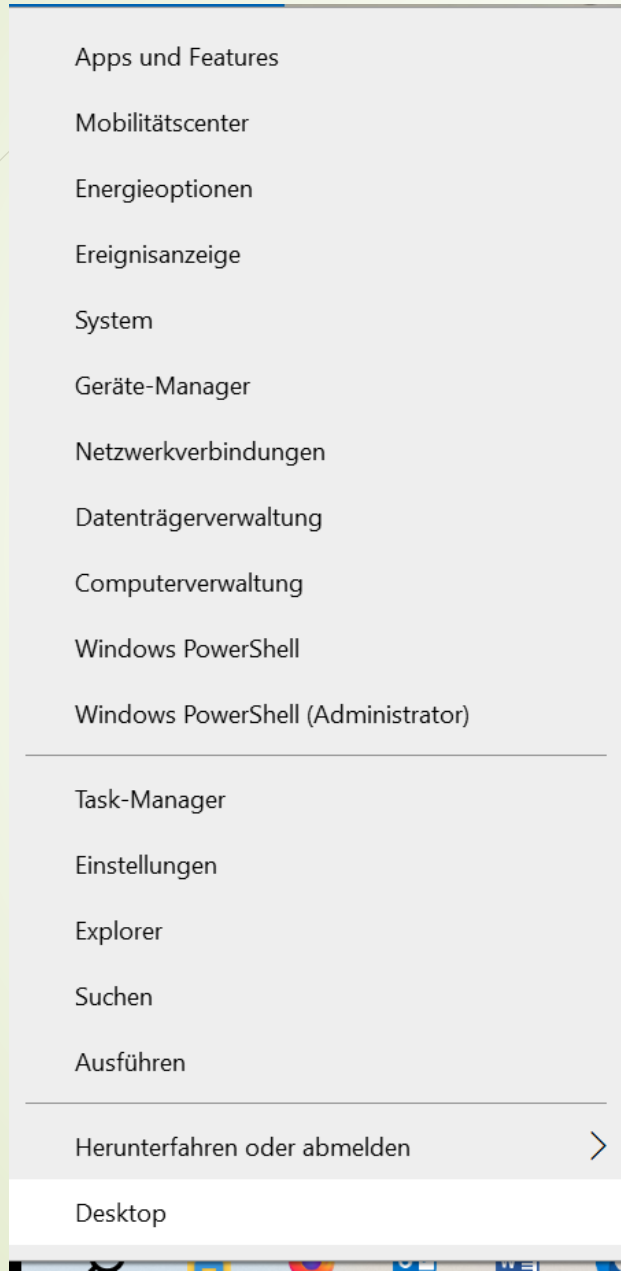 Apps und Features
Mobilitätscenter
Energieoptionen
Ereignisanzeige
System
Geräte-Manager
Netzwerkverbindungen
Datenträgerverwaltung
Computerverwaltung
Windows PowerShell
Windows PowerShell (Administrator)
Task-Manager
Einstellungen
Explorer
Suchen
Ausführen
Herunterfahren oder abmelden
Desktop